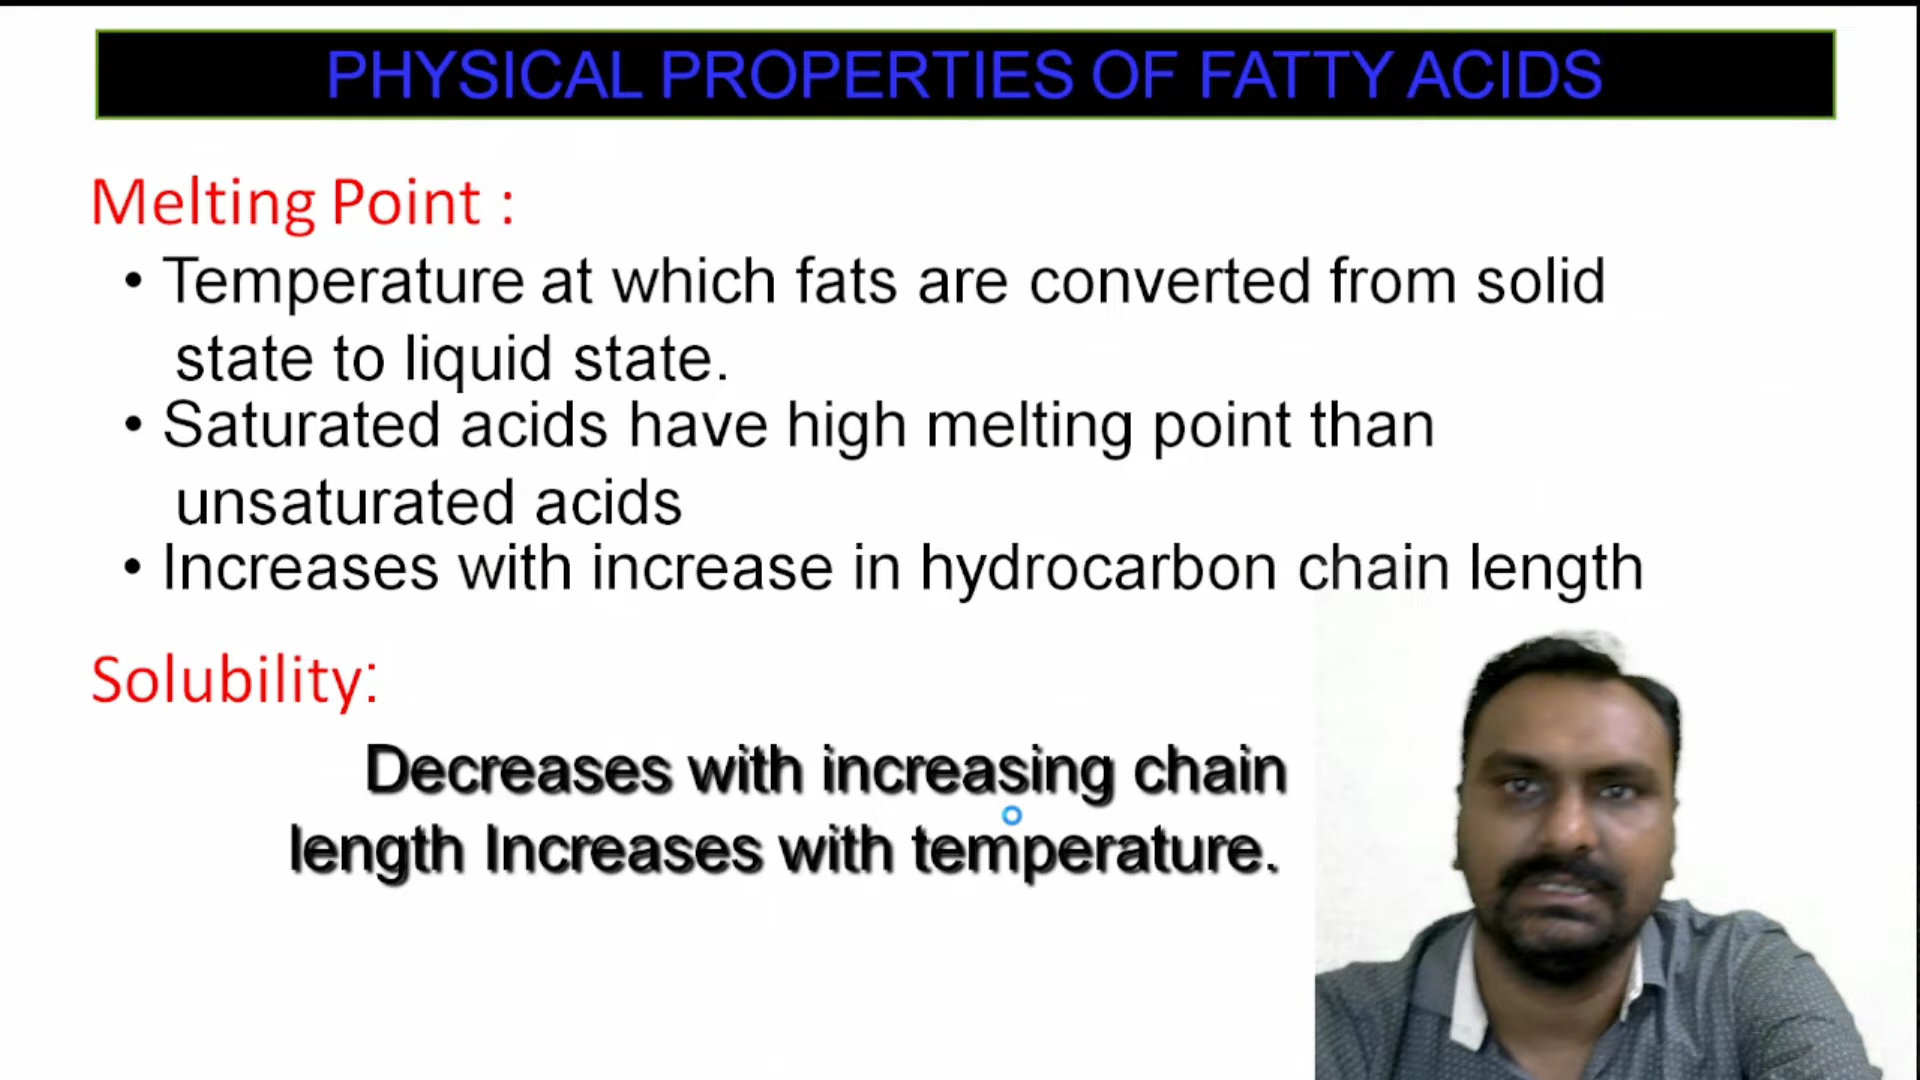 PHYSICAL PROPERTIES OF FATTY ACIDS
Melting Point :
• Temperature at which fats are converted from solid
state to liquid state.
• Saturated acids have high melting point than
unsaturated acids
• Increases with increase in hydrocarbon chain length
Solubility:
Decreases with increasing chain
length Increases with temperature.